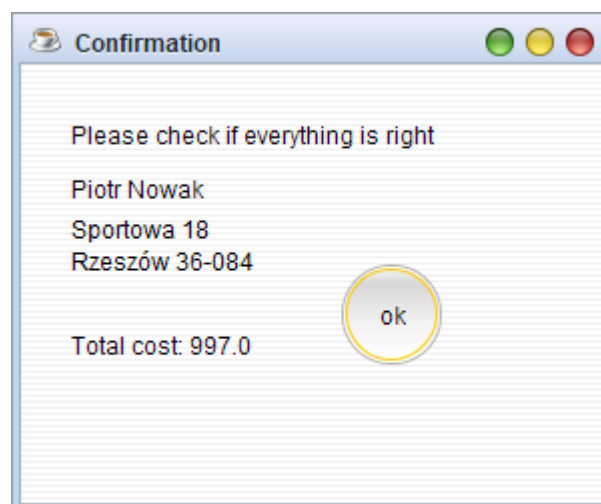 Confirmation
Please check if everything is right
Piotr Nowak
Sportowa 18
Rzeszów 36-084
ok
Total cost: 997.0